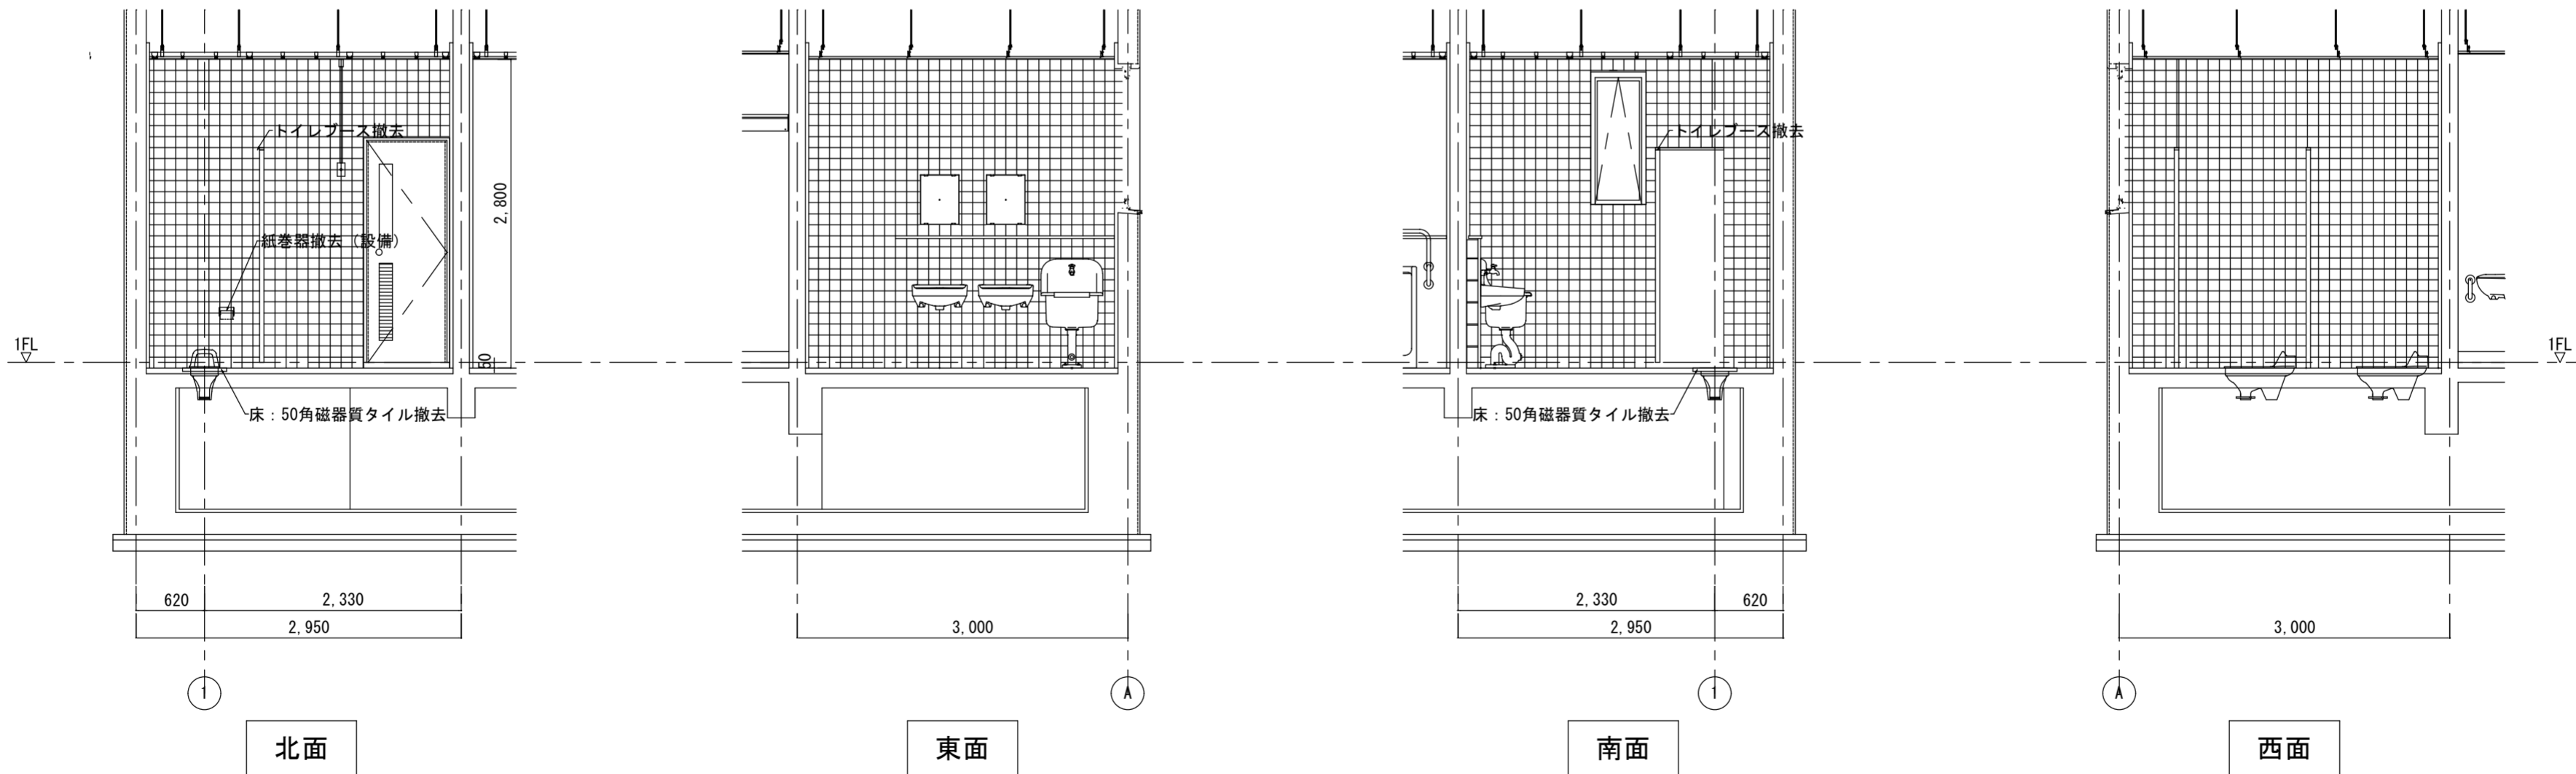 トイレブース撤去
2,800
紙巻器撤去（設備）
1FL
床：50角磁器質タイル撤去
620
2,330
2,950
1
北面
3,000
A
東面
トイレブース撤去
床：50角磁器質タイル撤去
2,330
620
2,950
1
南面
1FL
3,000
A
西面